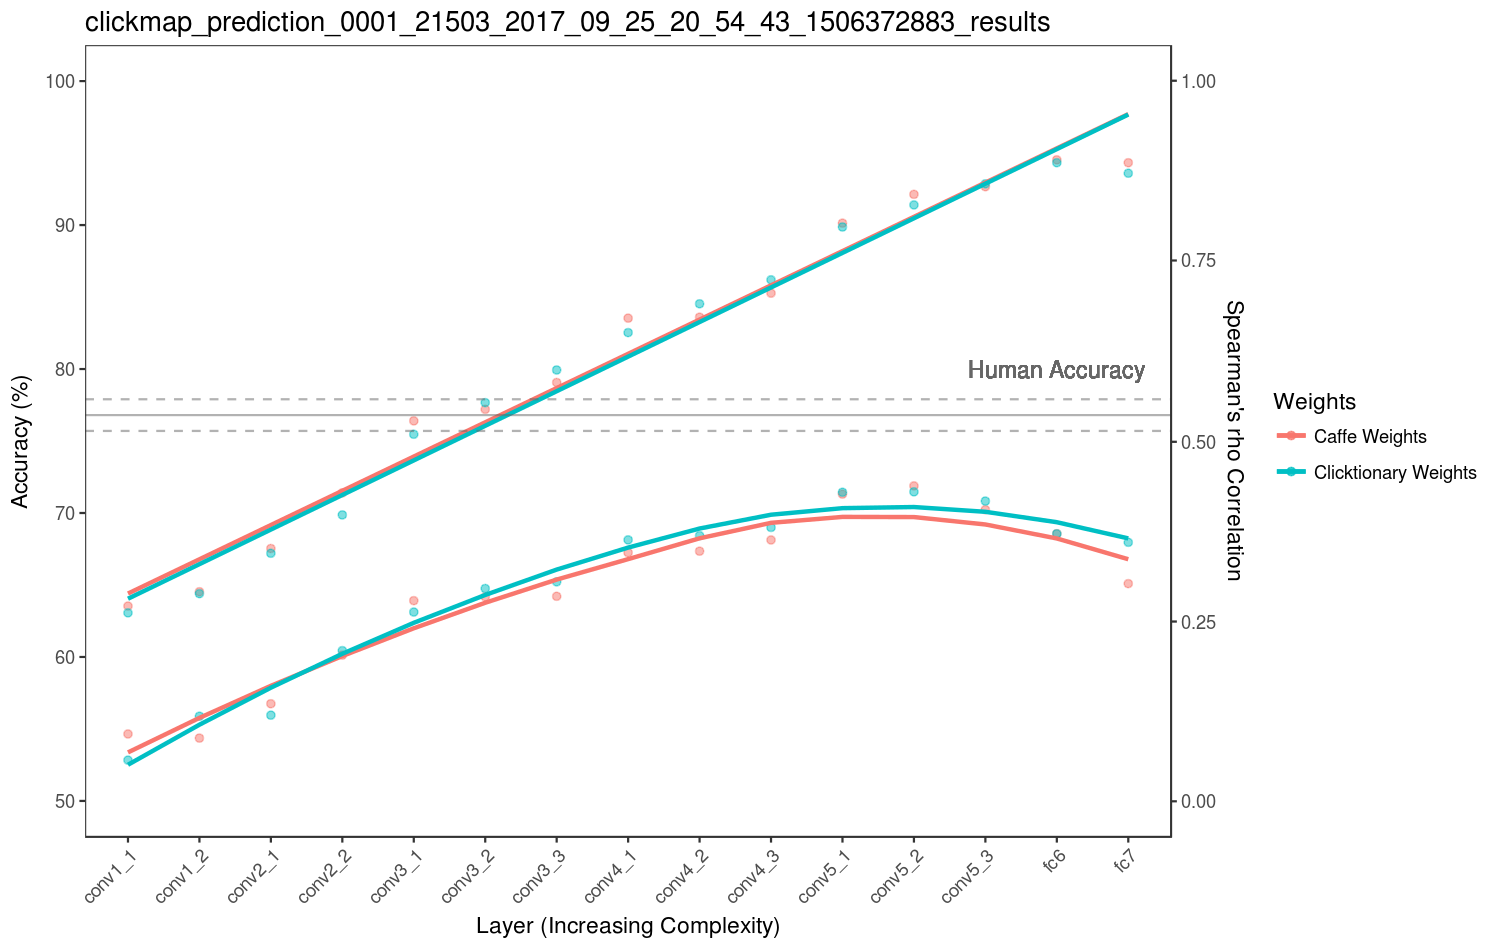 clickmap_prediction_0001_21503_2017_09_25_20_54_43_1506372883_results
100
90
80
70
60
50
Accuracy (%)
1.00
0.75
0.50
0.25
0.00
Spearman's rho Correlation
Human Accuracy
Weights
Caffe Weights
Clicktionary Weights
conv1_1
conv1_2
conv2_1
conv2_2
conv3_1
conv3_2
conv3_3
conv4_1
conv4_2
conv4_3
conv5_1
conv5_2
conv5_3
fc6
fc7
Layer (Increasing Complexity)